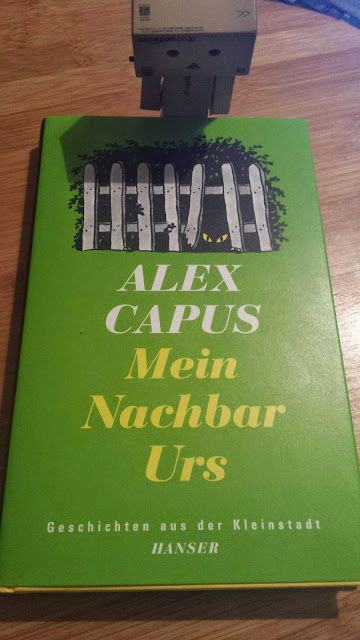 ALEX
CAPUS
Mein
Nachbar
Urs
Geschichten aus der Kleinstadt
HANSER